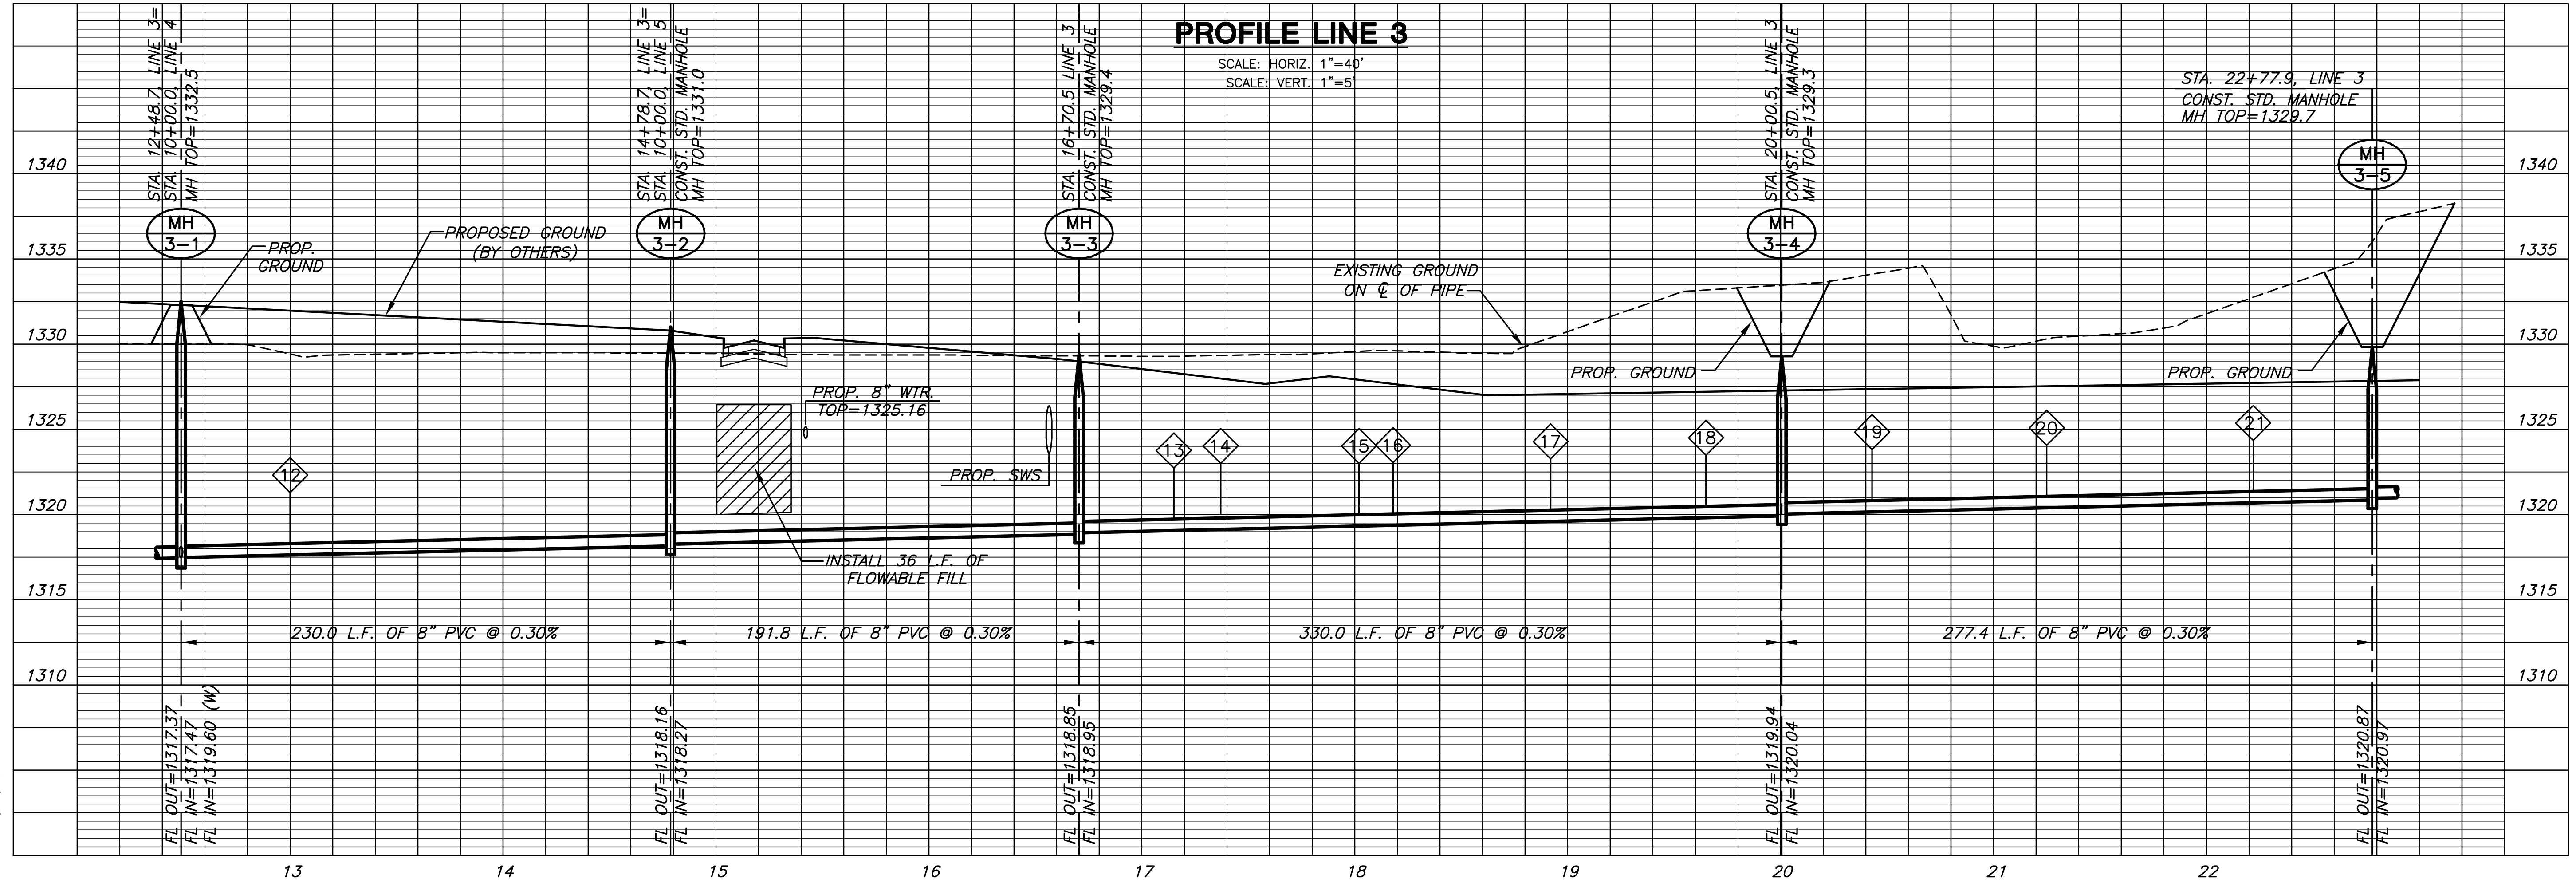 PROFILE LINE 3
SCALE: HORIZ. 1"=40'
SCALE: VERT. 1"=5'
STA. 12+48.7, LINE 3=
STA. 10+00.0, LINE 4
MH TOP=1332.5
STA. 14+78.7, LINE 3=
STA. 10+00.0, LINE 5
CONST. STD. MANHOLE
MH TOP=1331.0
STA. 16+70.5 LINE 3
CONST. STD. MANHOLE
MH TOP=1329.4
STA. 20+00.5, LINE 3
CONST. STD. MANHOLE
MH TOP=1329.3
STA. 22+77.9, LINE 3
CONST. STD. MANHOLE
MH TOP=1329.7
1340
1340
MH
3-5
MH
3-1
MH
3-2
MH
3-3
MH
3-4
1335
1335
PROP.
GROUND
PROPOSED GROUND
(BY OTHERS)
EXISTING GROUND
ON ℄ OF PIPE
1330
1330
PROP. GROUND
PROP. GROUND
PROP. 8" WTR.
TOP=1325.16
1325
1325
12
13
14
15
16
17
18
19
20
21
PROP. SWS
1320
1320
INSTALL 36 L.F. OF
FLOWABLE FILL
1315
1315
230.0 L.F. OF 8" PVC @ 0.30%
191.8 L.F. OF 8" PVC @ 0.30%
330.0 L.F. OF 8" PVC @ 0.30%
277.4 L.F. OF 8" PVC @ 0.30%
1310
1310
FL OUT=1317.37
FL IN=1317.47
FL IN=1319.60 (W)
FL OUT=1318.16
FL IN=1318.27
FL OUT=1318.85
FL IN=1318.95
FL OUT=1319.94
FL IN=1320.04
FL OUT=1320.87
FL IN=1320.97
13
14
15
16
17
18
19
20
21
22